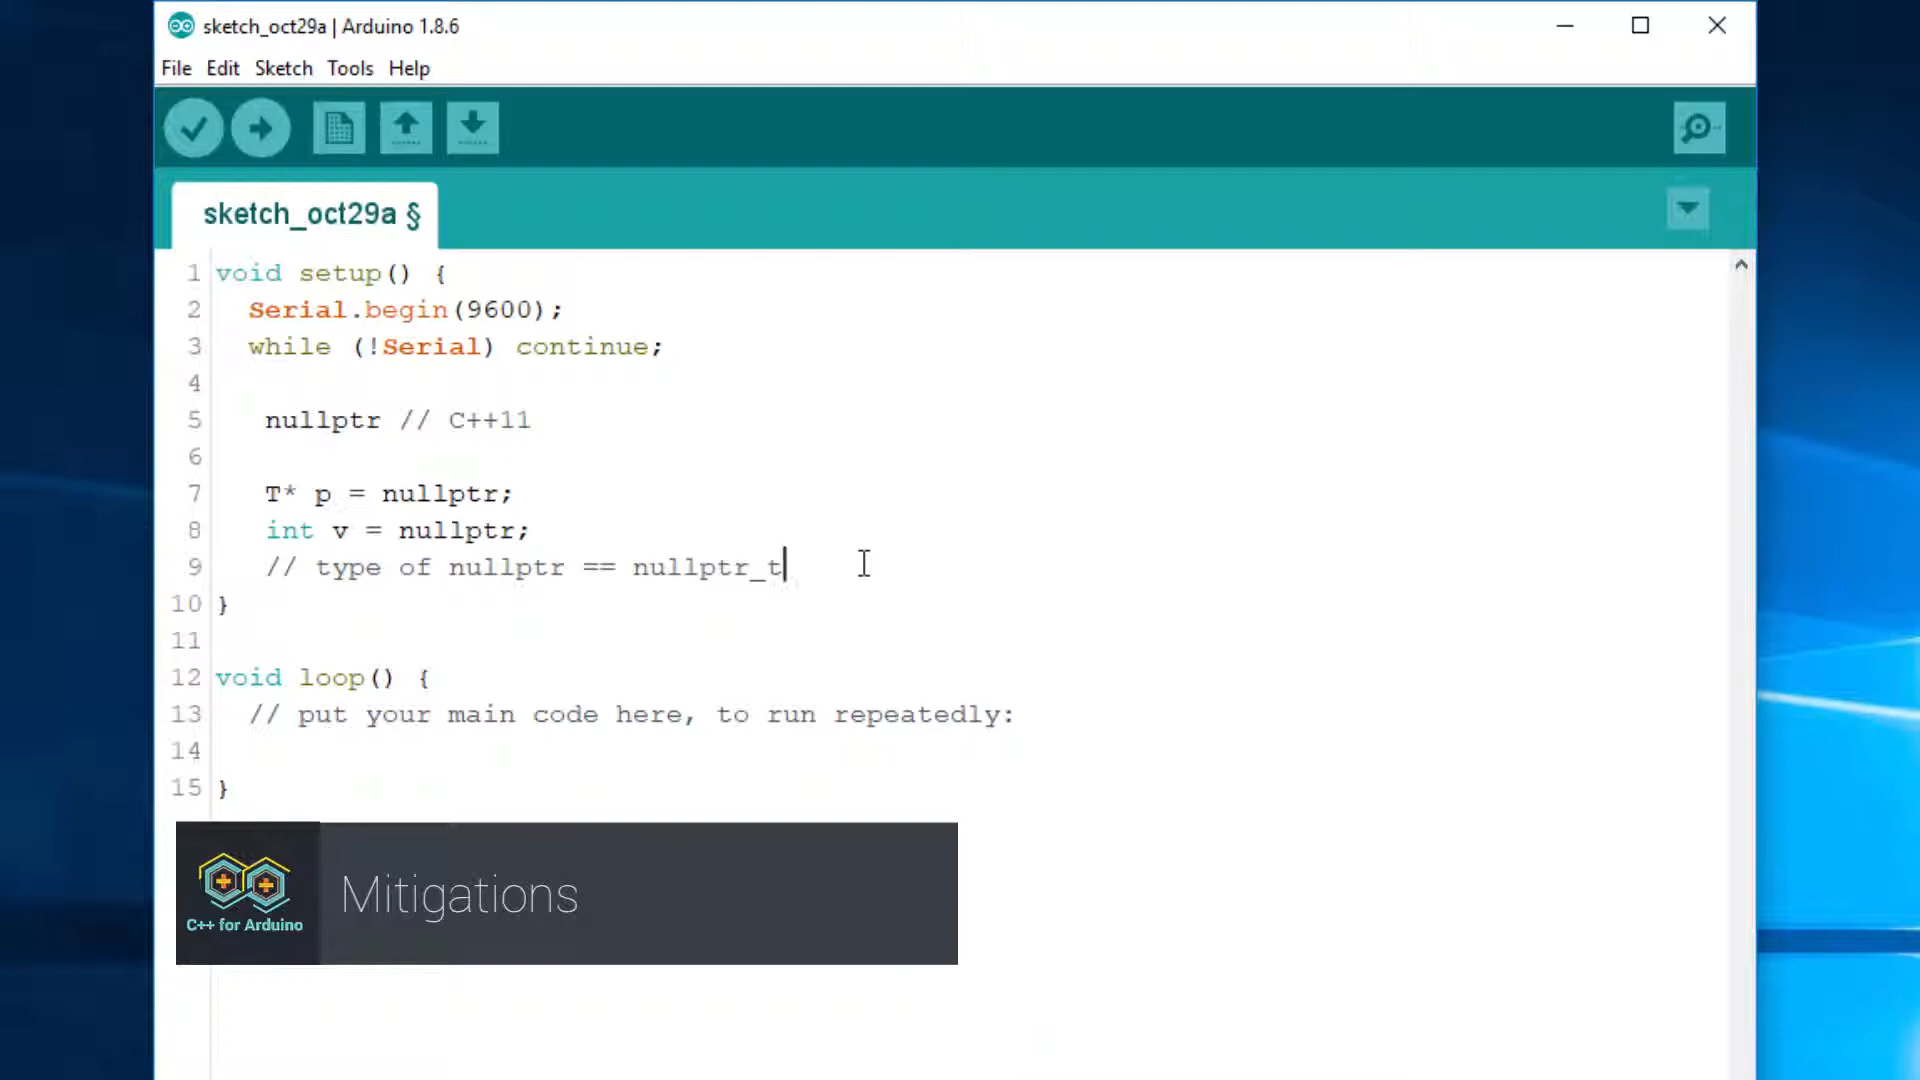 sketch_oct29a | Arduino 1.8.6
File Edit Sketch Tools Help
sketch_oct29a §
1 void setup() {
2 Serial.begin(9600);
3 while (!Serial) continue;
4
5 nullptr // C++11
6
7 T* p = nullptr;
8 int v = nullptr;
9 // type of nullptr == nullptr_t
10 }
11
12 void loop() {
13 // put your main code here, to run repeatedly:
14
15 }
C++ for Arduino
Mitigations